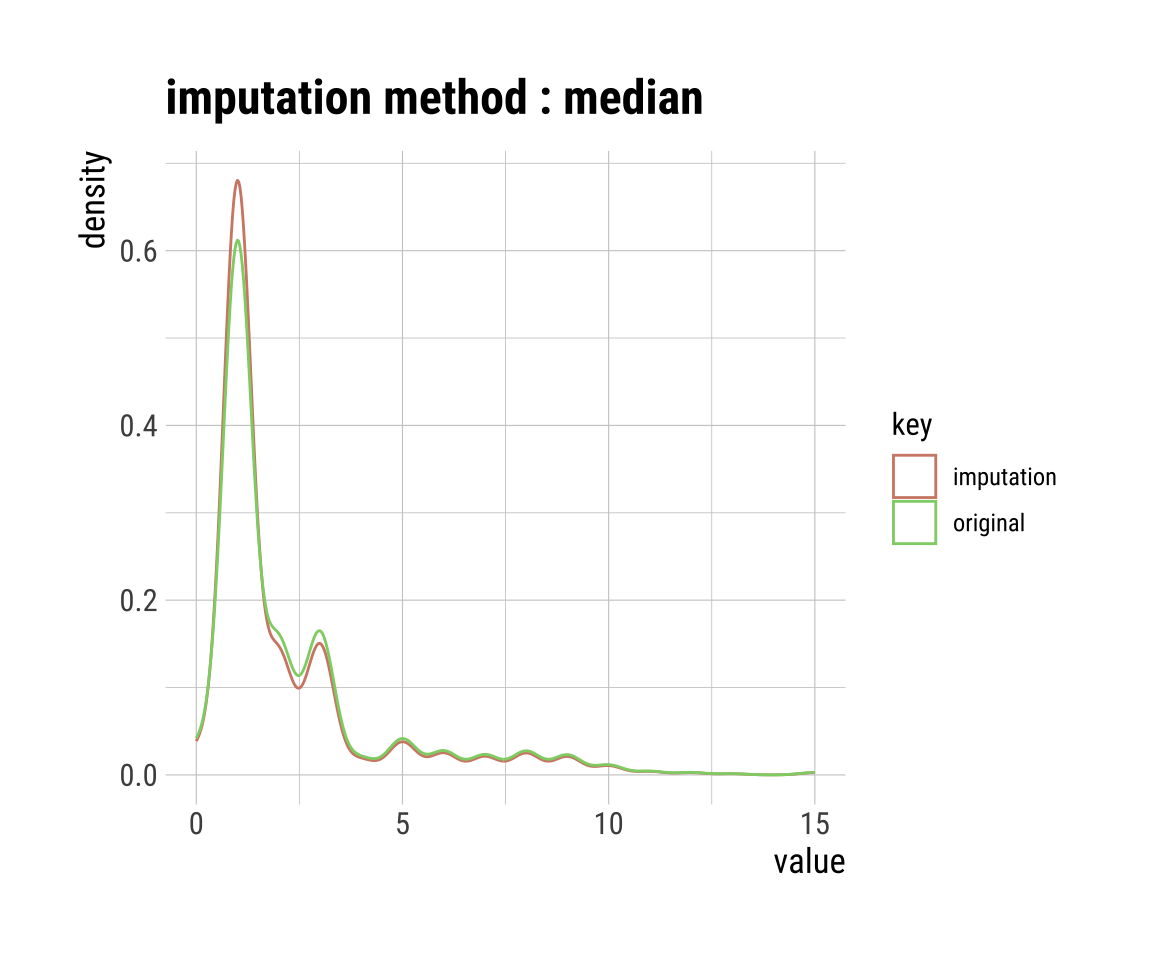 imputation method : median
density
0.6
0.4
0.2
0.0
0
5
10
15
value
key
imputation
original